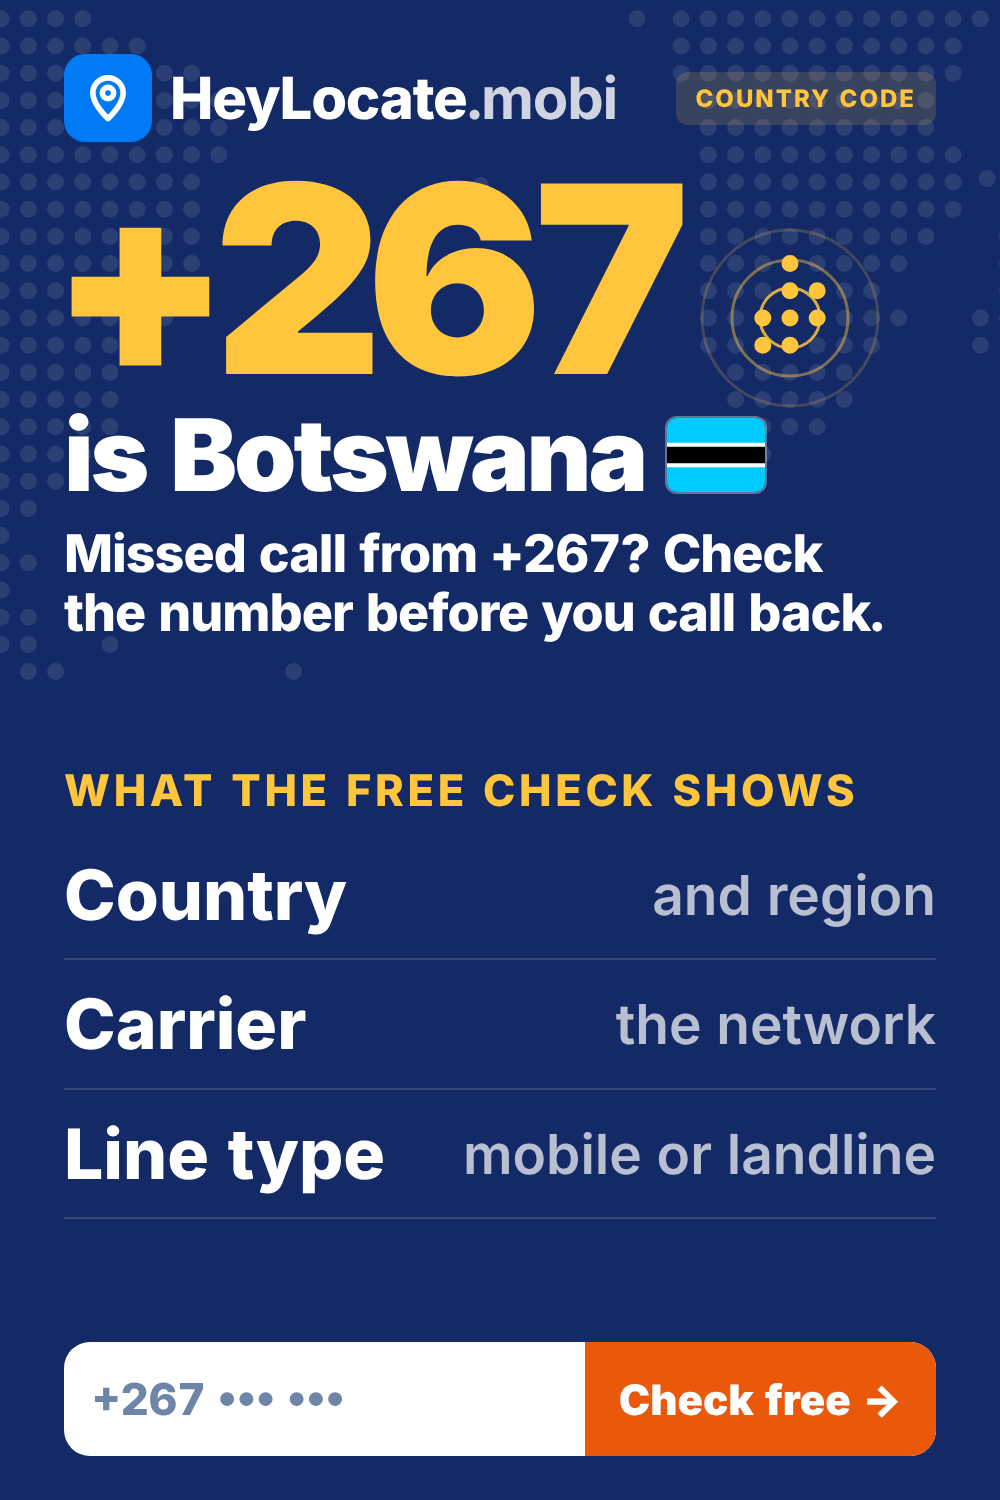 HeyLocate.mobi
COUNTRY CODE
+267
is Botswana
Missed call from +267? Check
the number before you call back.
WHAT THE FREE CHECK SHOWS
Country and region
Carrier the network
Line type mobile or landline
+267 ••• •••
Check free →